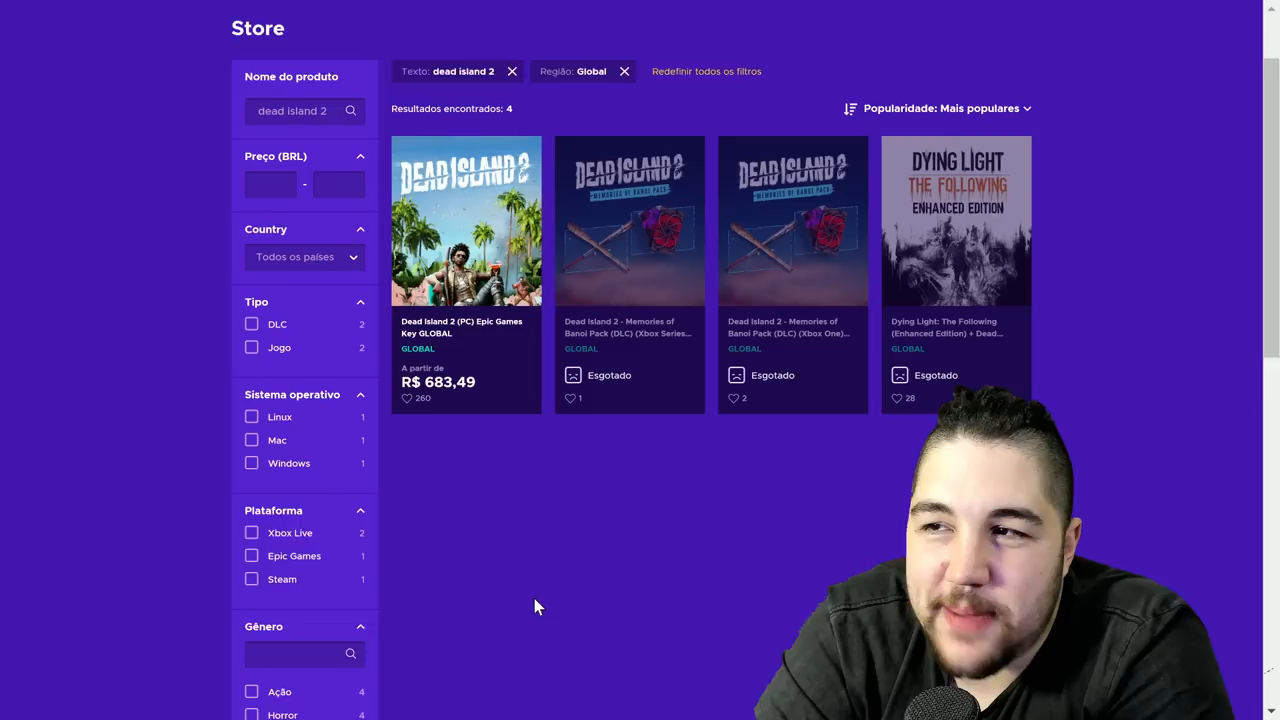 Store
Nome do produto
dead island 2
Preço (BRL)
-
Country
Todos os países
Tipo
DLC 2
Jogo 2
Sistema operativo
Linux 1
Mac 1
Windows 1
Plataforma
Xbox Live 2
Epic Games 1
Steam 1
Gênero
Ação 4
Horror 4
Texto: dead island 2
Região: Global
Redefinir todos os filtros
Resultados encontrados: 4
Popularidade: Mais populares
DEAD ISLAND 2
Dead Island 2 (PC) Epic Games
Key GLOBAL
GLOBAL
A partir de
R$ 683,49
260
DEAD ISLAND 2
MEMORIES OF BANOI PACK
Dead Island 2 - Memories of
Banoi Pack (DLC) (Xbox Series...
GLOBAL
Esgotado
1
DEAD ISLAND 2
MEMORIES OF BANOI PACK
Dead Island 2 - Memories of
Banoi Pack (DLC) (Xbox One)...
GLOBAL
Esgotado
2
DYING LIGHT
THE FOLLOWING
ENHANCED EDITION
Dying Light: The Following
(Enhanced Edition) + Dead...
GLOBAL
Esgotado
28